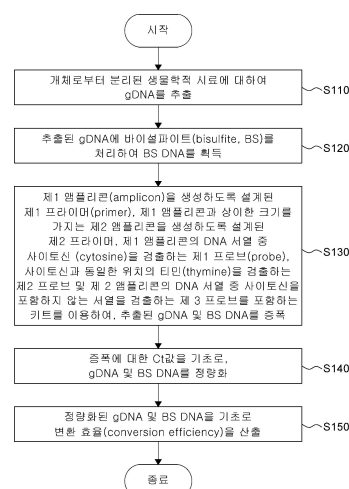 시작
개체로부터 분리된 생물학적 시료에 대하여
gDNA를 추출
S110
추출된 gDNA에 바이설파이트(bisulfite, BS)를
처리하여 BS DNA를 획득
S120
제1 앰플리콘(amplicon)을 생성하도록 설계된
제1 프라이머(primer), 제1 앰플리콘과 상이한 크기를
가지는 제2 앰플리콘을 생성하도록 설계된
제2 프라이머, 제1 앰플리콘의 DNA 서열 중
사이토신 (cytosine)을 검출하는 제1 프로브(probe),
사이토신과 동일한 위치의 티민(thymine)을 검출하는
제2 프로브 및 제 2 앰플리콘의 DNA 서열 중 사이토신을
포함하지 않는 서열을 검출하는 제 3 프로브를 포함하는
키트를 이용하여, 추출된 gDNA 및 BS DNA를 증폭
S130
증폭에 대한 Ct값을 기초로,
gDNA 및 BS DNA를 정량화
S140
정량화된 gDNA 및 BS DNA을 기초로
변환 효율(conversion efficiency)을 산출
S150
종료